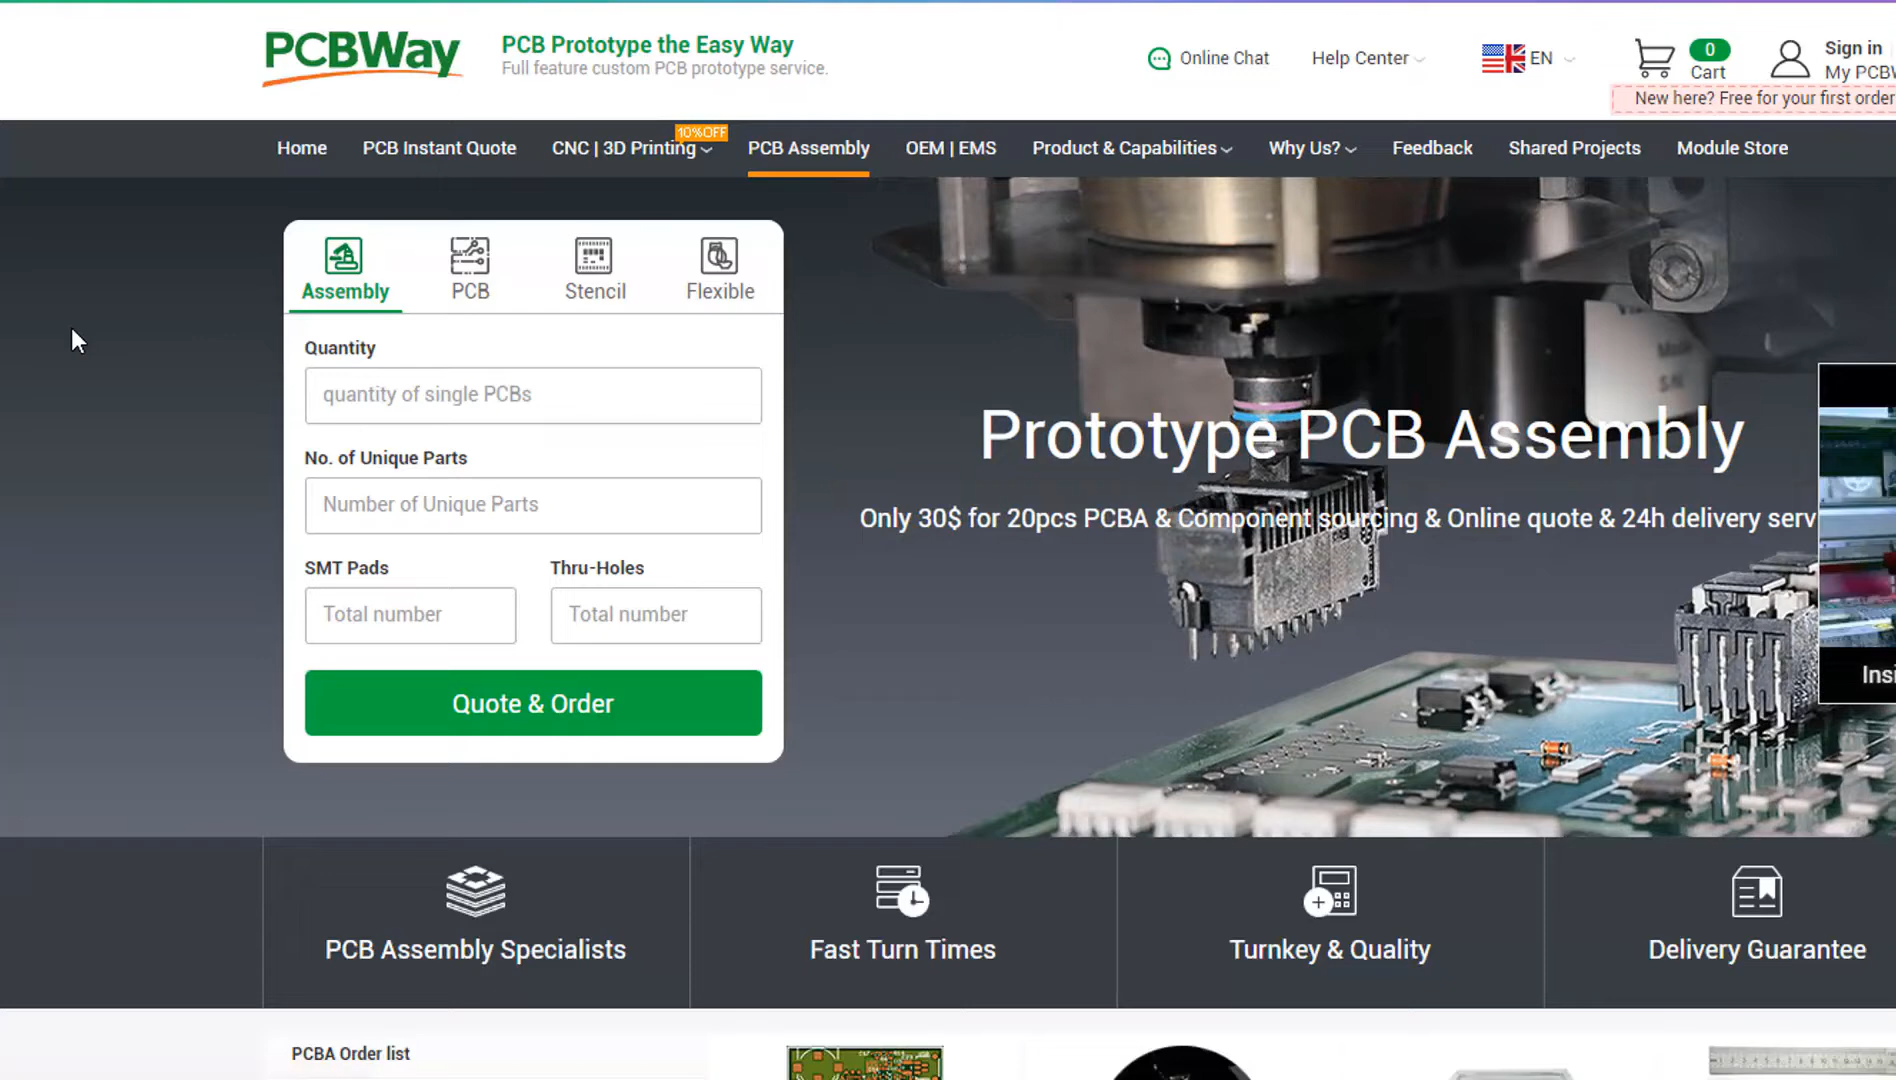 PCBWay
PCB Prototype the Easy Way
Full feature custom PCB prototype service.
Online Chat
Help Center
EN
0
Cart
Sign in
My PCBW
New here? Free for your first order
10%OFF
Home PCB Instant Quote CNC | 3D Printing PCB Assembly OEM | EMS Product & Capabilities Why Us? Feedback Shared Projects Module Store
Assembly PCB Stencil Flexible
Quantity
quantity of single PCBs
No. of Unique Parts
Number of Unique Parts
SMT Pads Thru-Holes
Total number Total number
Quote & Order
Prototype PCB Assembly
Only 30$ for 20pcs PCBA & Component sourcing & Online quote & 24h delivery serv
Insi
PCB Assembly Specialists
Fast Turn Times
Turnkey & Quality
Delivery Guarantee
PCBA Order list